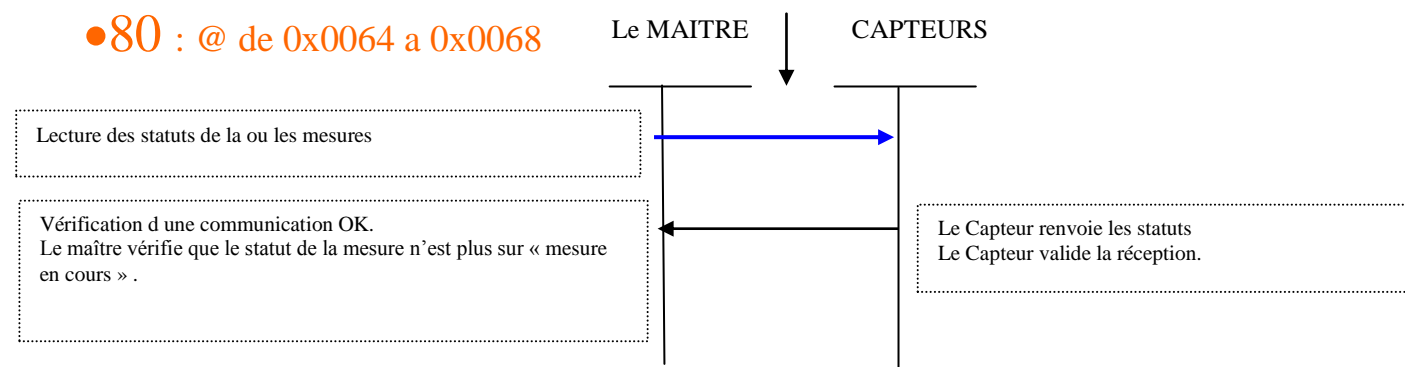 ●80 : @ de 0x0064 a 0x0068
Le MAITRE
CAPTEURS
Lecture des statuts de la ou les mesures
Vérification d une communication OK.
Le maître vérifie que le statut de la mesure n’est plus sur « mesure
en cours » .
Le Capteur renvoie les statuts
Le Capteur valide la réception.